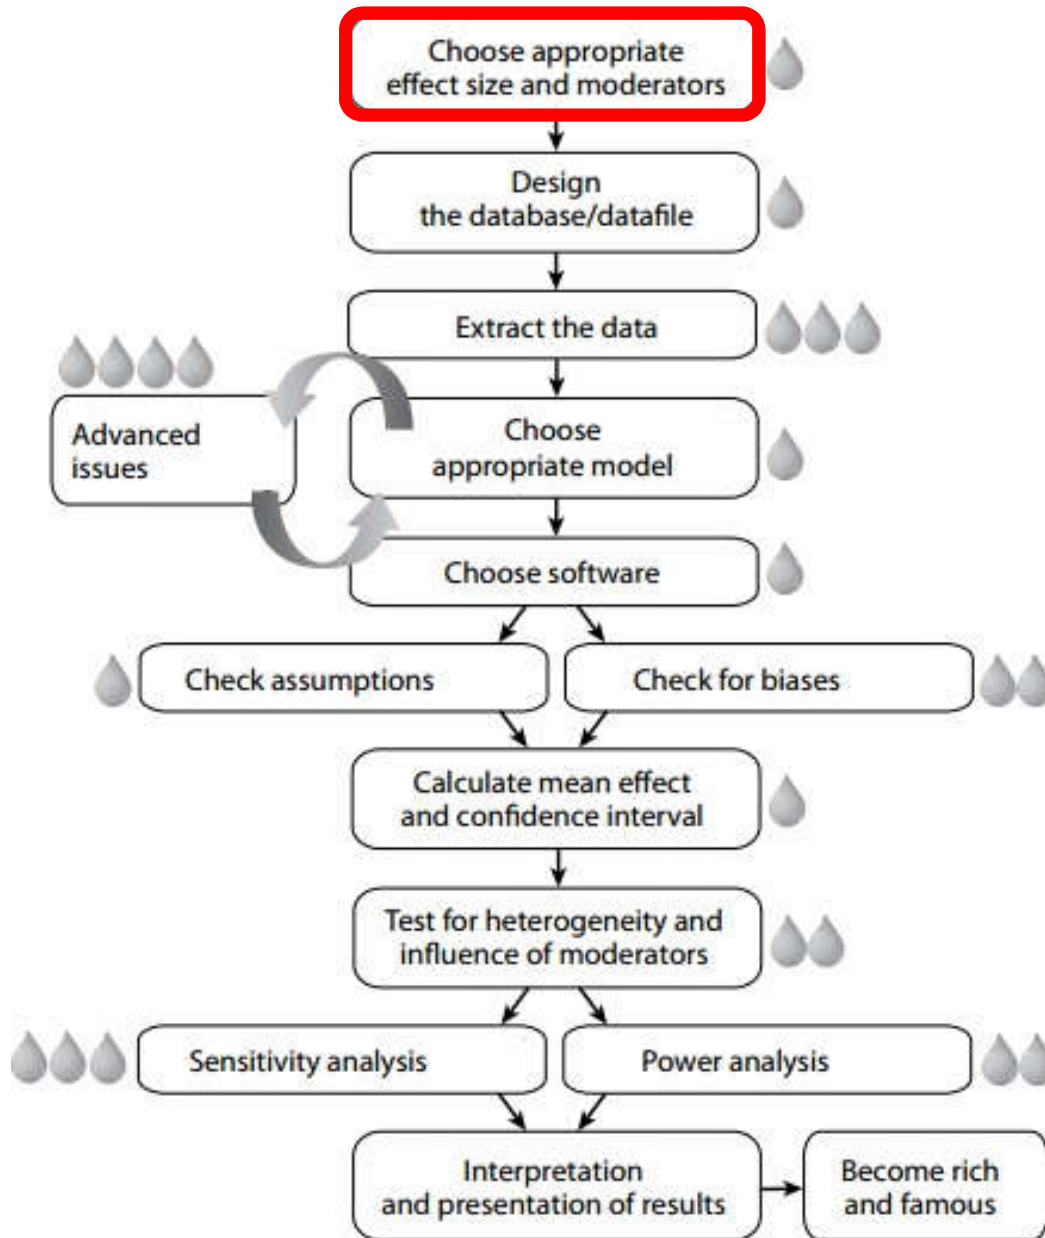 Choose appropriate
effect size and moderators
Design
the database/datafile
Extract the data
Advanced
issues
Choose
appropriate model
Choose software
Check assumptions
Check for biases
Calculate mean effect
and confidence interval
Test for heterogeneity and
influence of moderators
Sensitivity analysis
Power analysis
Interpretation
and presentation of results
Become rich
and famous